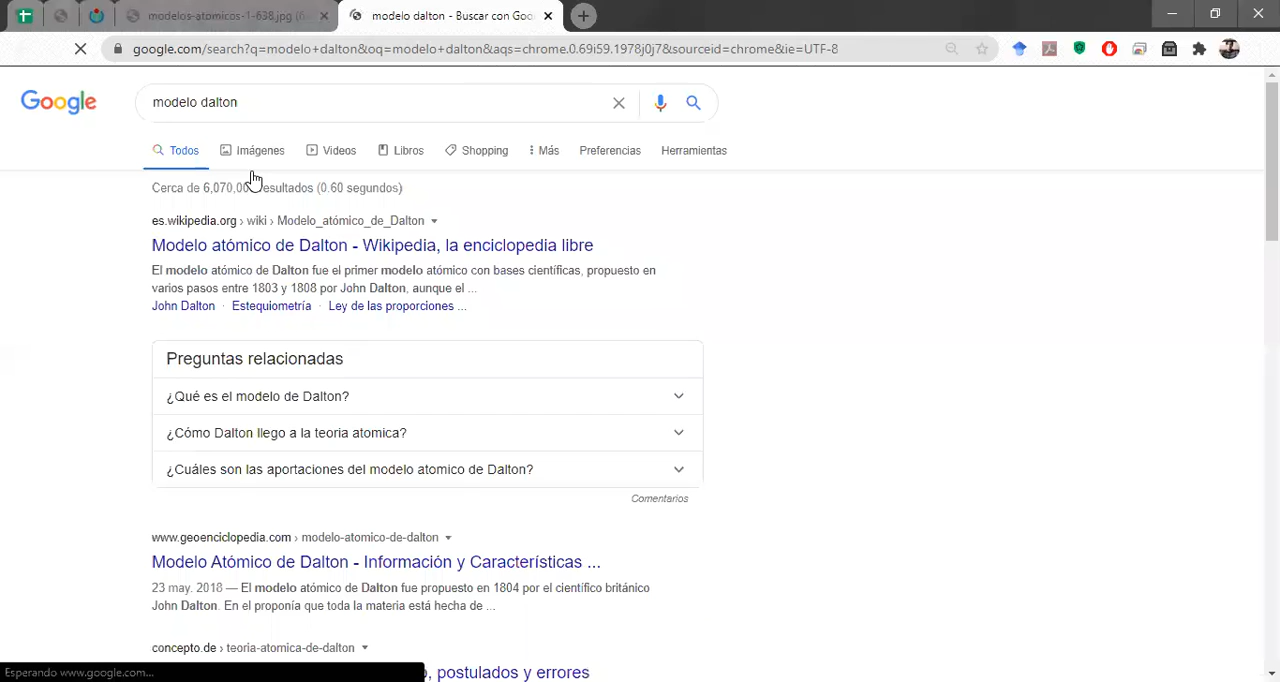 modelos-atomicos-1-638.jpg
modelo dalton - Buscar con Goo
google.com/search?q=modelo+dalton&oq=modelo+dalton&aqs=chrome.0.69i59.1978j0j7&sourceid=chrome&ie=UTF-8
Google
modelo dalton
Todos Imágenes Videos Libros Shopping Más Preferencias Herramientas
Cerca de 6,070,00 resultados (0.60 segundos)
es.wikipedia.org › wiki › Modelo_atómico_de_Dalton
Modelo atómico de Dalton - Wikipedia, la enciclopedia libre
El modelo atómico de Dalton fue el primer modelo atómico con bases científicas, propuesto en
varios pasos entre 1803 y 1808 por John Dalton, aunque el ...
John Dalton · Estequiometría · Ley de las proporciones ...
Preguntas relacionadas
¿Qué es el modelo de Dalton?
¿Cómo Dalton llego a la teoria atomica?
¿Cuáles son las aportaciones del modelo atomico de Dalton?
Comentarios
www.geoenciclopedia.com › modelo-atomico-de-dalton
Modelo Atómico de Dalton - Información y Características ...
23 may. 2018 — El modelo atómico de Dalton fue propuesto en 1804 por el científico británico
John Dalton. En el proponía que toda la materia está hecha de ...
concepto.de › teoria-atomica-de-dalton
, postulados y errores
Esperando www.google.com...